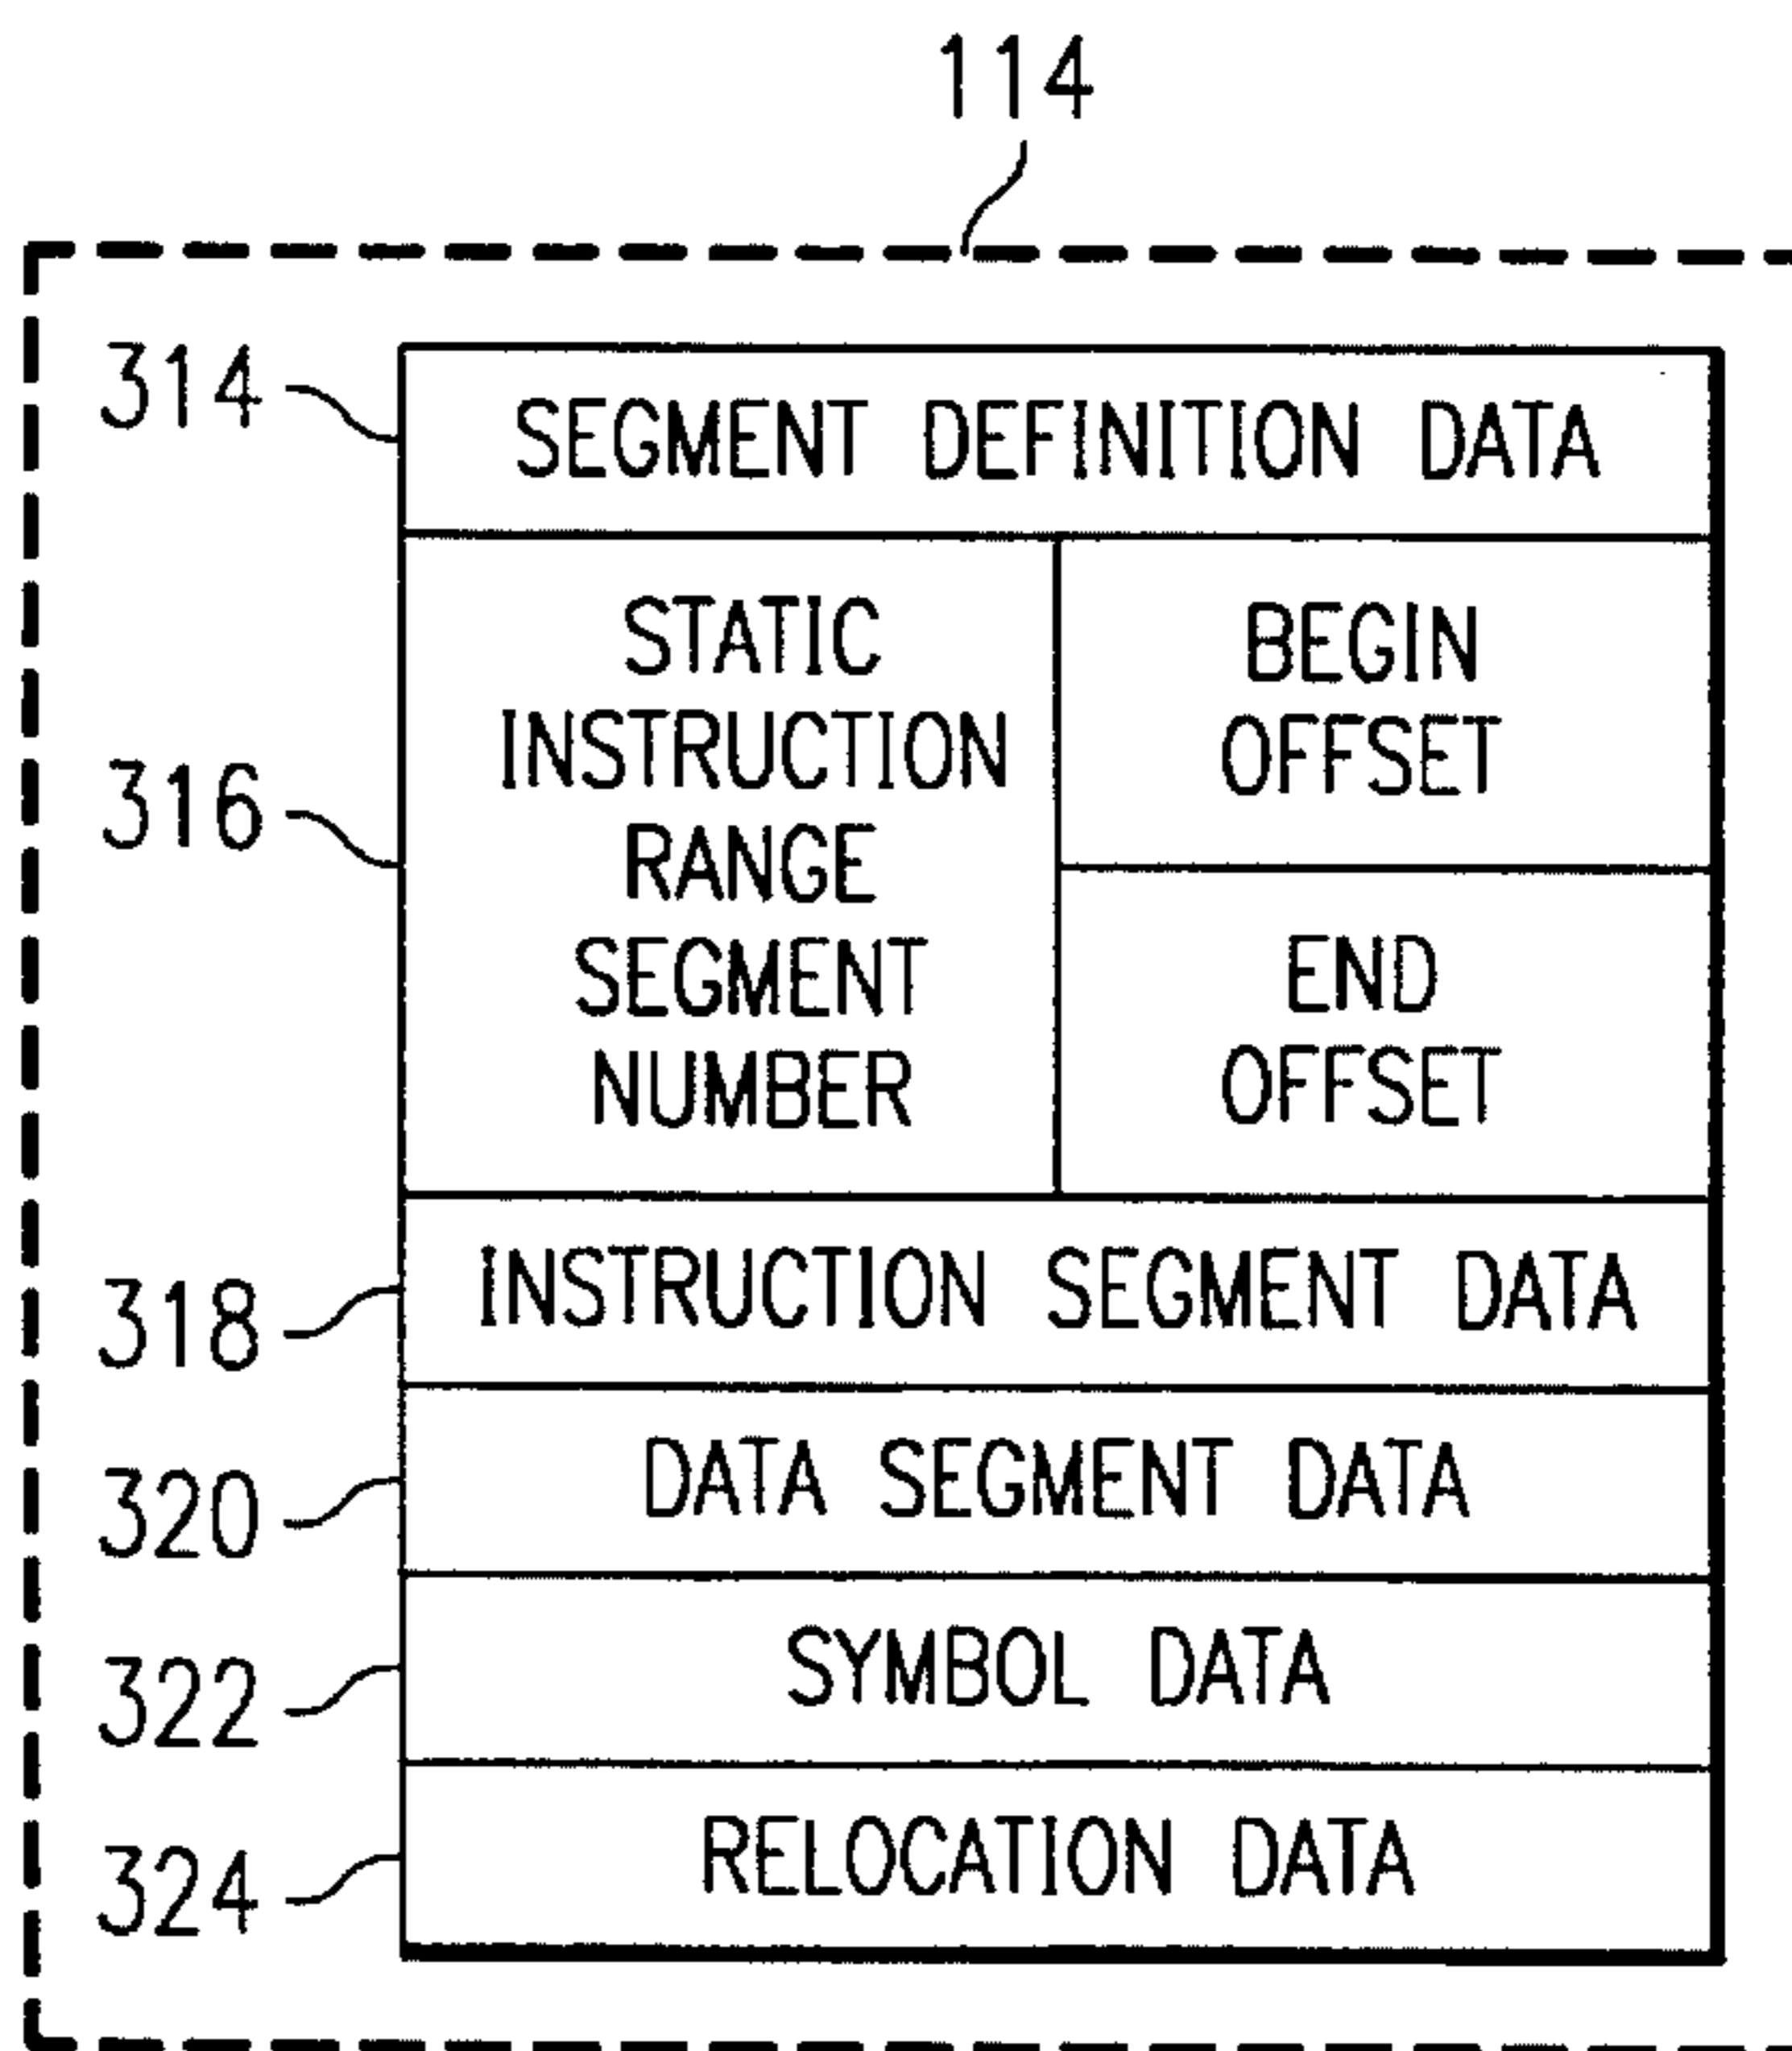 114
314
SEGMENT DEFINITION DATA
316
STATIC
INSTRUCTION
RANGE
SEGMENT
NUMBER
BEGIN
OFFSET
END
OFFSET
318
INSTRUCTION SEGMENT DATA
320
DATA SEGMENT DATA
322
SYMBOL DATA
324
RELOCATION DATA